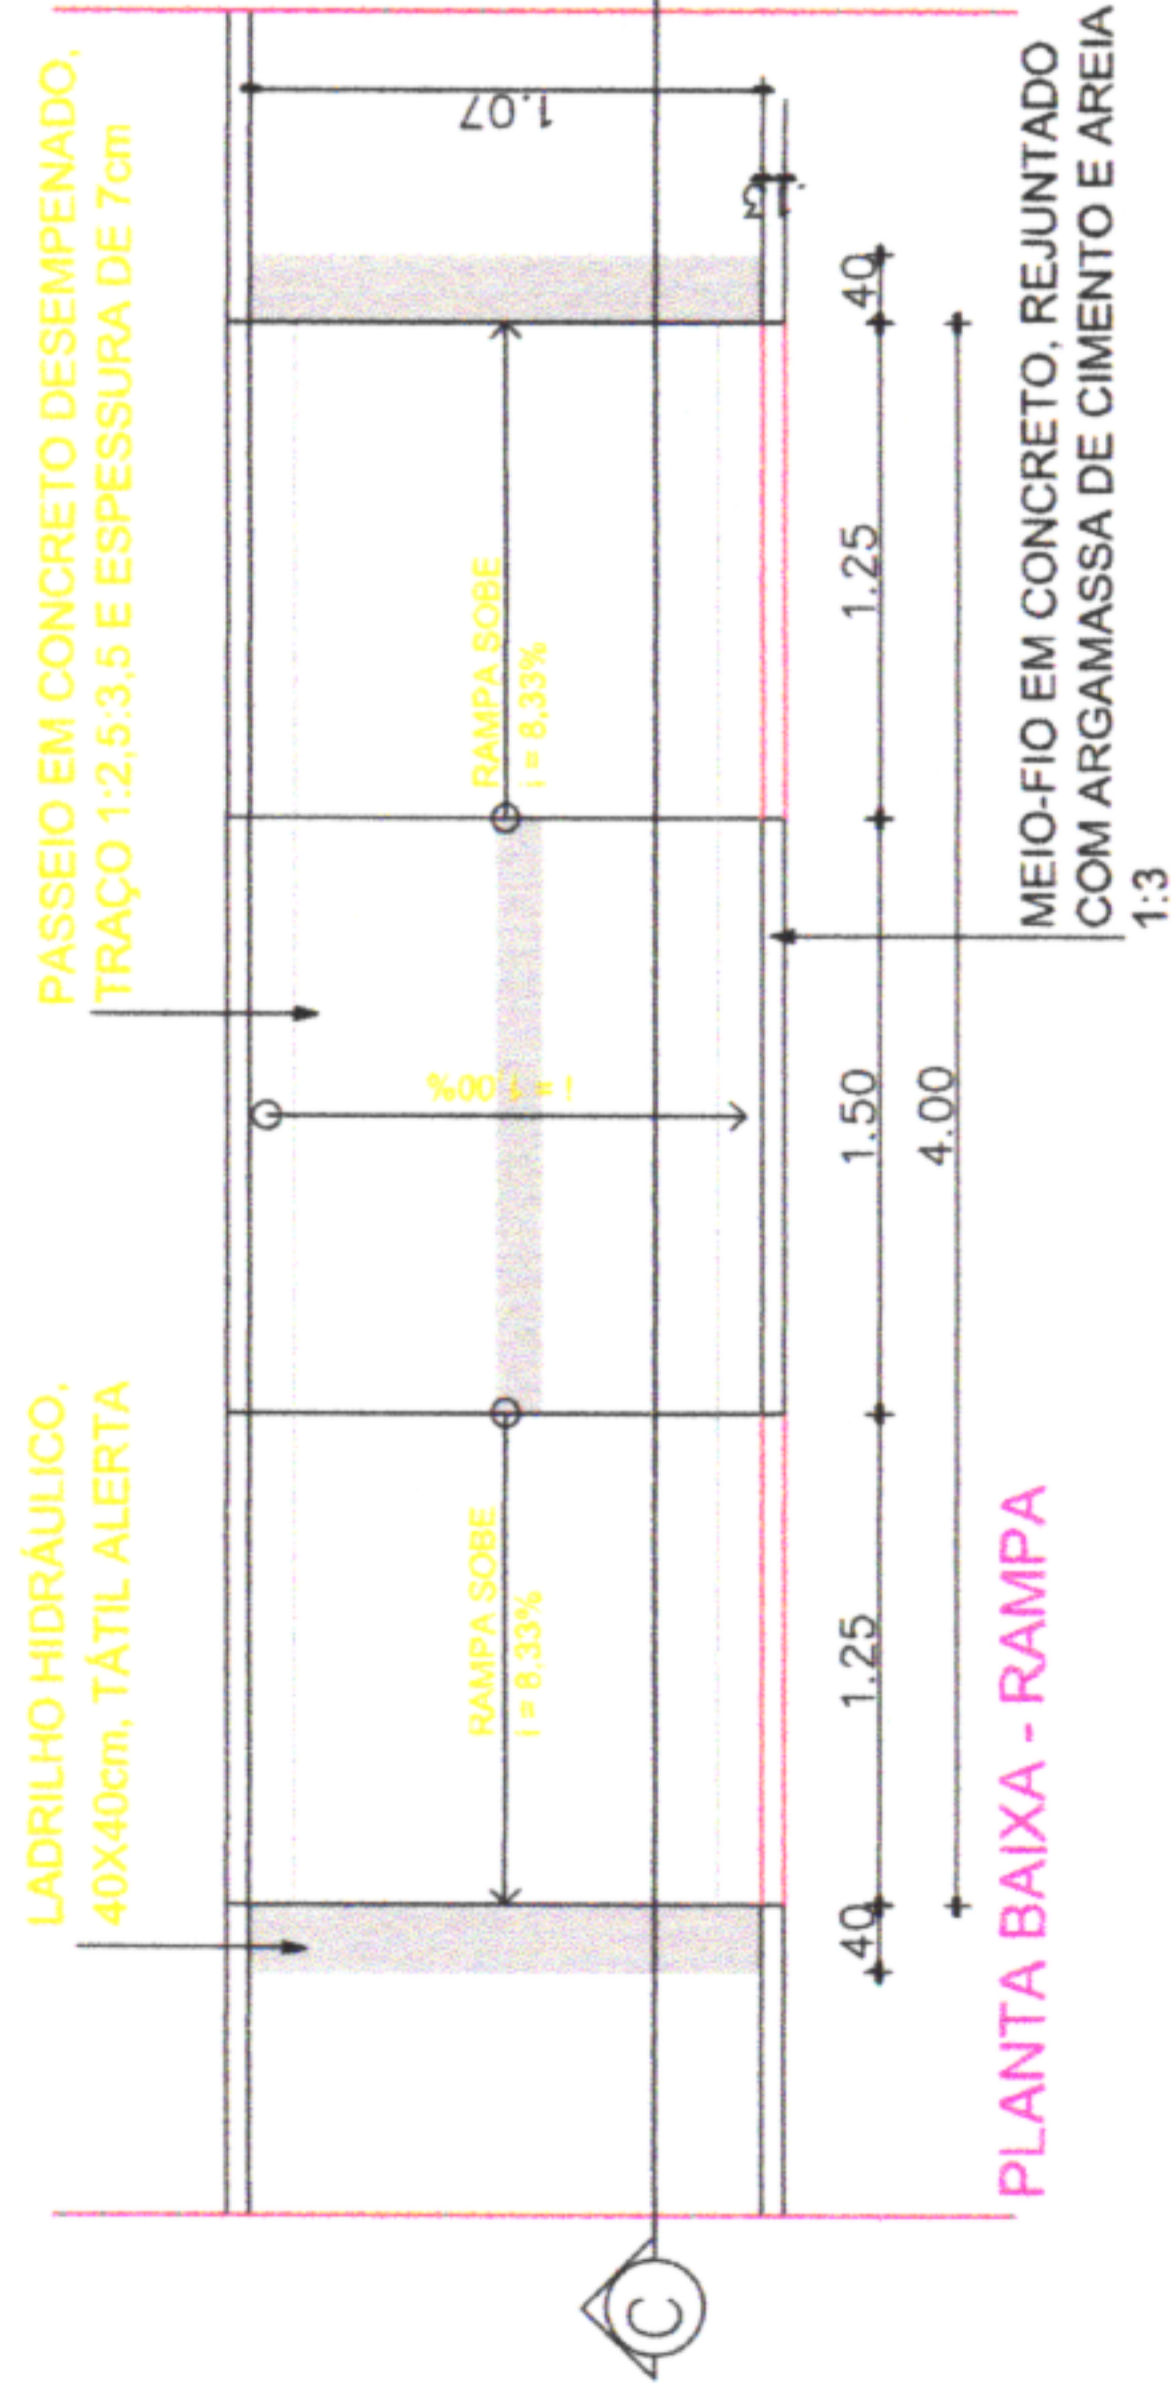 LADRILHO HIDRÁULICO,
40X40cm, TÁTIL ALERTA
PASSEIO EM CONCRETO DESEMPENADO,
TRAÇO 1:2,5:3,5 E ESPESSURA DE 7cm
RAMPA SOBE
i = 8,33%
i = 1,00%
RAMPA SOBE
i = 8,33%
1.07
.13
40
1.25
1.50
1.25
40
4.00
C
PLANTA BAIXA - RAMPA
MEIO-FIO EM CONCRETO, REJUNTADO
COM ARGAMASSA DE CIMENTO E AREIA
1:3